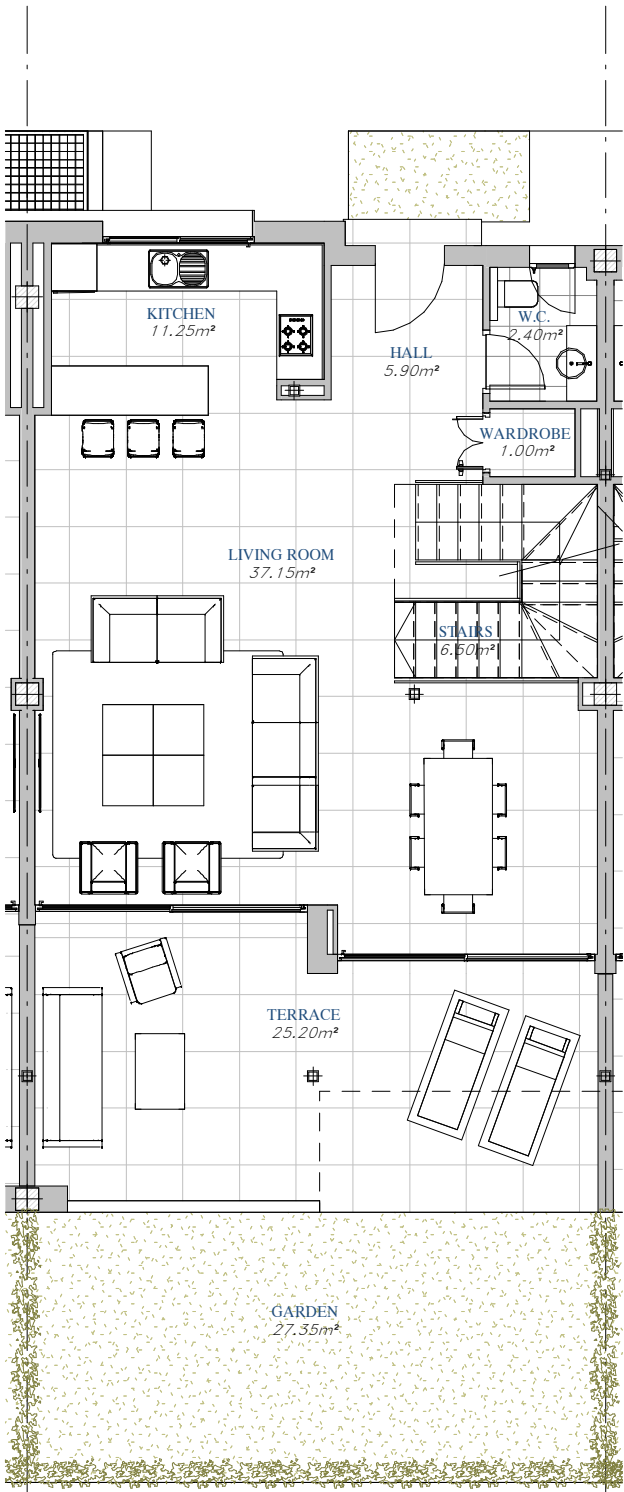 KITCHEN
11.25m²
W.C.
2.40m²
HALL
5.90m²
WARDROBE
1.00m²
LIVING ROOM
37.15m²
STAIRS
6.50m²
TERRACE
25.20m²
GARDEN
27.35m²